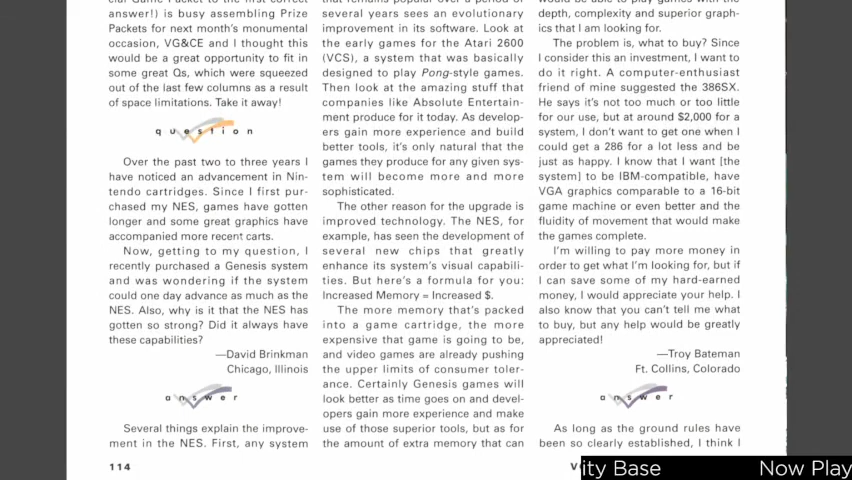 cial Game Packet to the first correct
answer!) is busy assembling Prize
Packets for next month's monumental
occasion, VG&CE and I thought this
would be a great opportunity to fit in
some great Qs, which were squeezed
out of the last few columns as a result
of space limitations. Take it away!
question
Over the past two to three years I
have noticed an advancement in Nin-
tendo cartridges. Since I first pur-
chased my NES, games have gotten
longer and some great graphics have
accompanied more recent carts.
Now, getting to my question, I
recently purchased a Genesis system
and was wondering if the system
could one day advance as much as the
NES. Also, why is it that the NES has
gotten so strong? Did it always have
these capabilities?
—David Brinkman
Chicago, Illinois
answer
Several things explain the improve-
ment in the NES. First, any system
114
that remains popular over a period of
several years sees an evolutionary
improvement in its software. Look at
the early games for the Atari 2600
(VCS), a system that was basically
designed to play Pong-style games.
Then look at the amazing stuff that
companies like Absolute Entertain-
ment produce for it today. As develop-
ers gain more experience and build
better tools, it's only natural that the
games they produce for any given sys-
tem will become more and more
sophisticated.
The other reason for the upgrade is
improved technology. The NES, for
example, has seen the development of
several new chips that greatly
enhance its system's visual capabili-
ties. But here's a formula for you:
Increased Memory = Increased $.
The more memory that's packed
into a game cartridge, the more
expensive that game is going to be,
and video games are already pushing
the upper limits of consumer toler-
ance. Certainly Genesis games will
look better as time goes on and devel-
opers gain more experience and make
use of those superior tools, but as for
the amount of extra memory that can
would be able to play games with the
depth, complexity and superior graph-
ics that I am looking for.
The problem is, what to buy? Since
I consider this an investment, I want to
do it right. A computer-enthusiast
friend of mine suggested the 386SX.
He says it's not too much or too little
for our use, but at around $2,000 for a
system, I don't want to get one when I
could get a 286 for a lot less and be
just as happy. I know that I want [the
system] to be IBM-compatible, have
VGA graphics comparable to a 16-bit
game machine or even better and the
fluidity of movement that would make
the games complete.
I'm willing to pay more money in
order to get what I'm looking for, but if
I can save some of my hard-earned
money, I would appreciate your help. I
also know that you can't tell me what
to buy, but any help would be greatly
appreciated!
—Troy Bateman
Ft. Collins, Colorado
answer
As long as the ground rules have
been so clearly established, I think I
V
ity Base Now Play